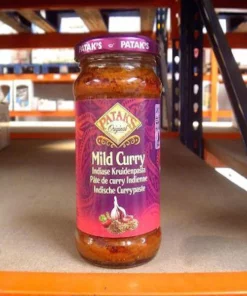 PATAK'S PATAK'S
PATAK'S
Original
Mild Curry
Indiase Kruidenpasta
Pâte de curry Indienne
Indische Currypaste